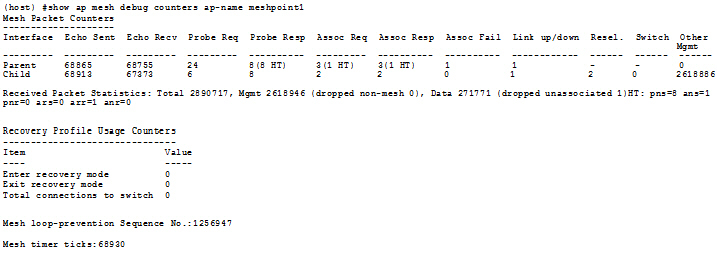 (host) #show ap mesh debug counters ap-name meshpoint1
Mesh Packet Counters
--------------------
Interface  Echo Sent  Echo Recv  Probe Req  Probe Resp  Assoc Req  Assoc Resp  Assoc Fail  Link up/down  Resel.  Switch  Other Mgmt
---------  ---------  ---------  ---------  ----------  ---------  ----------  ----------  ------------  ------  ------  ----------
Parent     68865      68755      24         8(8 HT)     3(1 HT)    3(1 HT)     1           1             -       -       0
Child      68913      67373      6          8           2          2           0           1             2       0       2618886
Received Packet Statistics: Total 2890717, Mgmt 2618946 (dropped non-mesh 0), Data 271771 (dropped unassociated 1)HT: pns=8 ans=1
pnr=0 ars=0 arr=1 anr=0
Recovery Profile Usage Counters
-------------------------------
Item                         Value
----                         -----
Enter recovery mode          0
Exit recovery mode           0
Total connections to switch  0
Mesh loop-prevention Sequence No.:1256947
Mesh timer ticks:68930